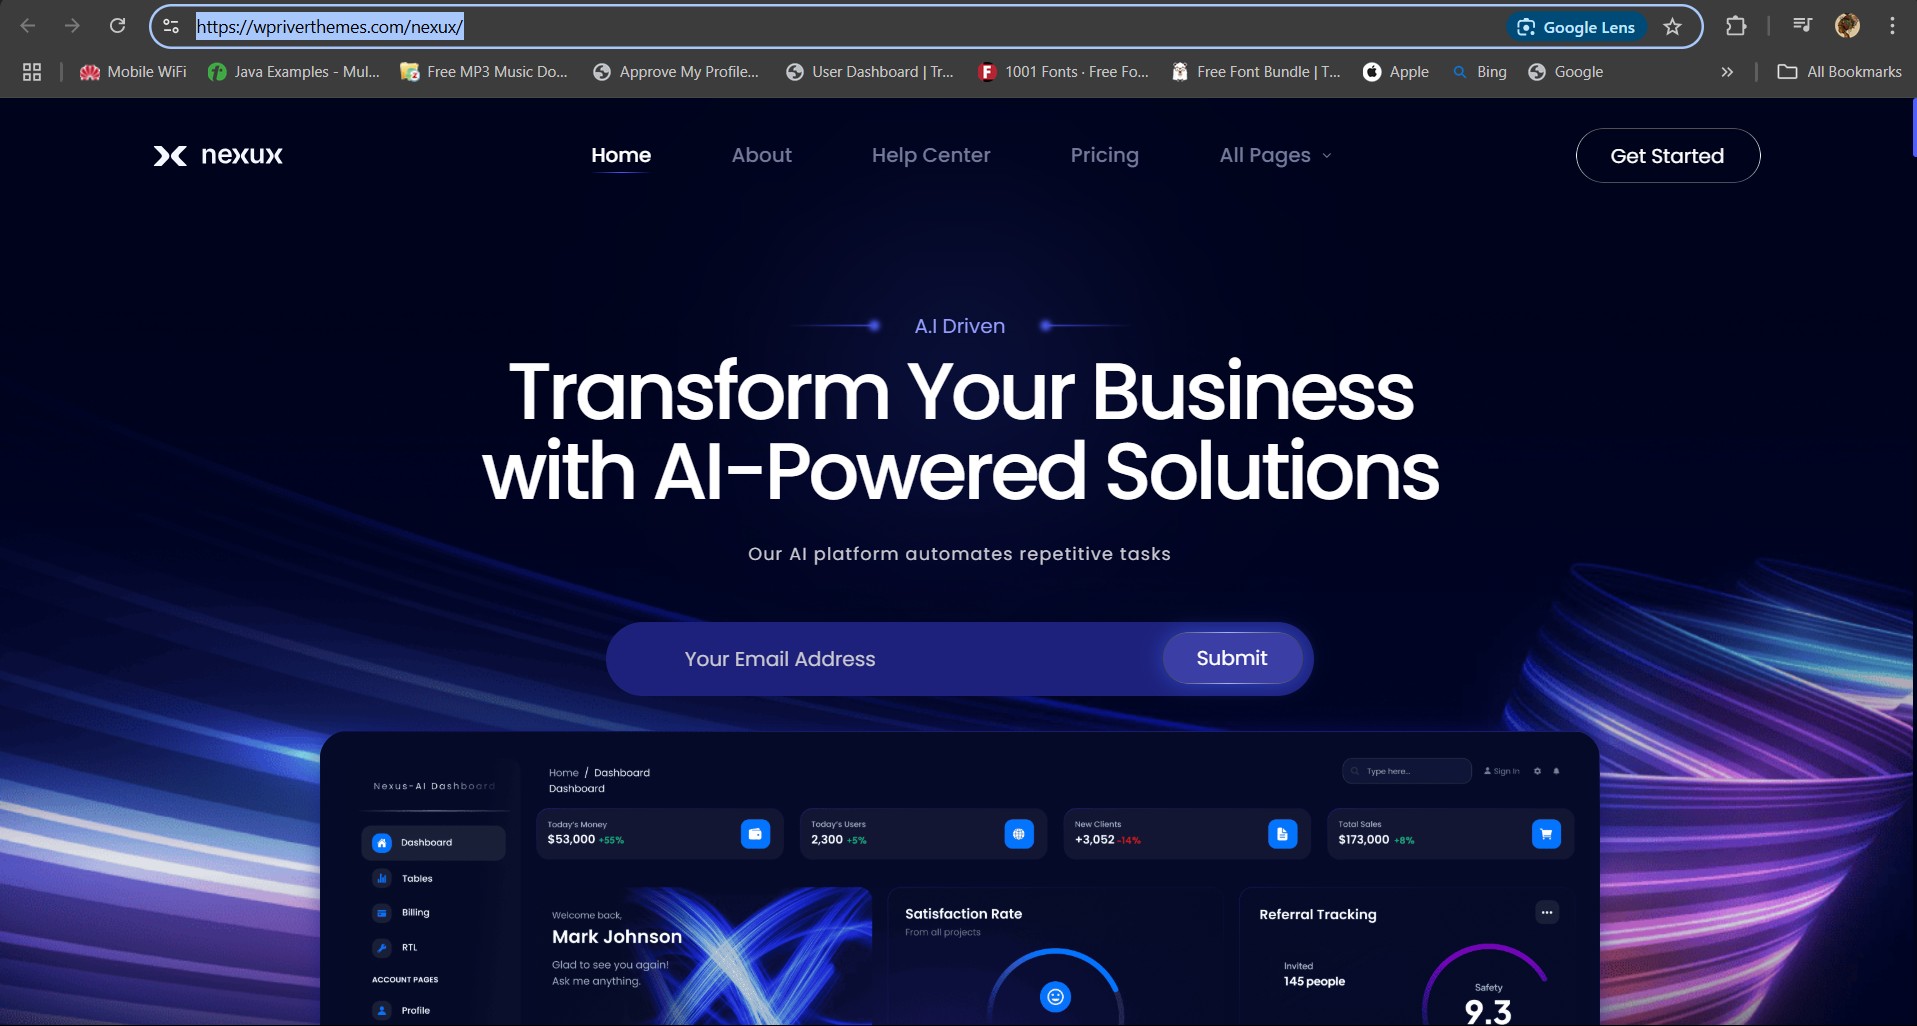 https://wpriverthemes.com/nexux/
Google Lens
Mobile WiFi
Java Examples - Mul...
Free MP3 Music Do...
Approve My Profile...
User Dashboard | Tr...
1001 Fonts · Free Fo...
Free Font Bundle | T...
Apple
Bing
Google
All Bookmarks
nexux
Home
About
Help Center
Pricing
All Pages
Get Started
A.I Driven
Transform Your Business
with AI-Powered Solutions
Our AI platform automates repetitive tasks
Your Email Address
Submit
Nexus-AI Dashboard
Dashboard
Tables
Billing
RTL
ACCOUNT PAGES
Profile
Home / Dashboard
Dashboard
Type here...
Sign In
Today's Money
$53,000 +55%
Today's Users
2,300 +5%
New Clients
+3,052 -14%
Total Sales
$173,000 +8%
Welcome back,
Mark Johnson
Glad to see you again!
Ask me anything.
Satisfaction Rate
From all projects
Referral Tracking
Invited
145 people
Safety
9.3